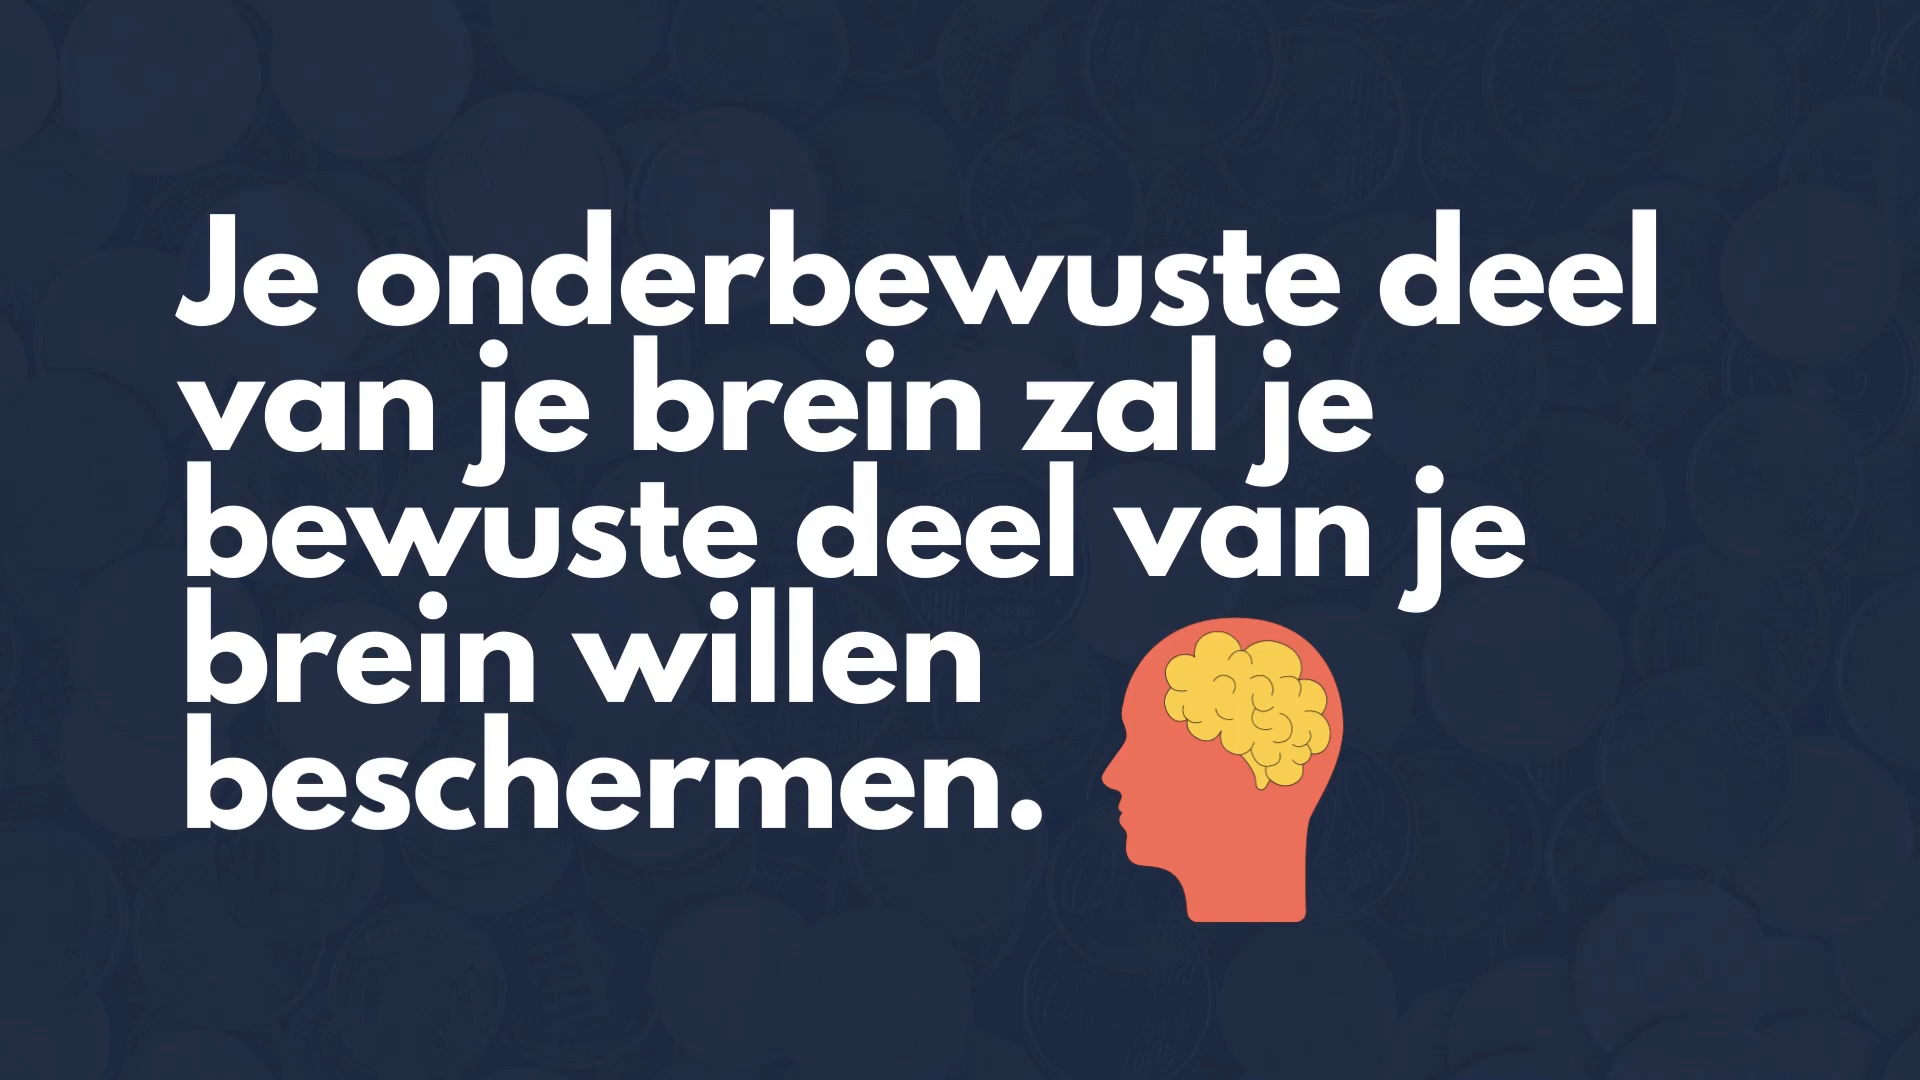 Je onderbewuste deel
van je brein zal je
bewuste deel van je
brein willen
beschermen.